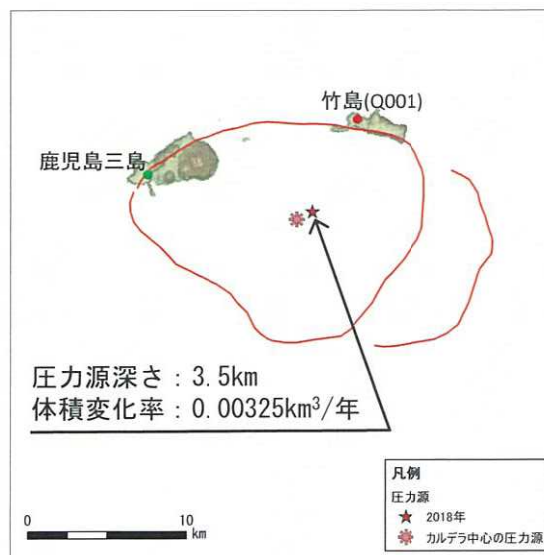 竹島(Q001)
鹿児島三島
圧力源深さ：3.5km
体積変化率：0.00325km³/年
凡例
圧力源
2018年
カルデラ中心の圧力源
0 10
km